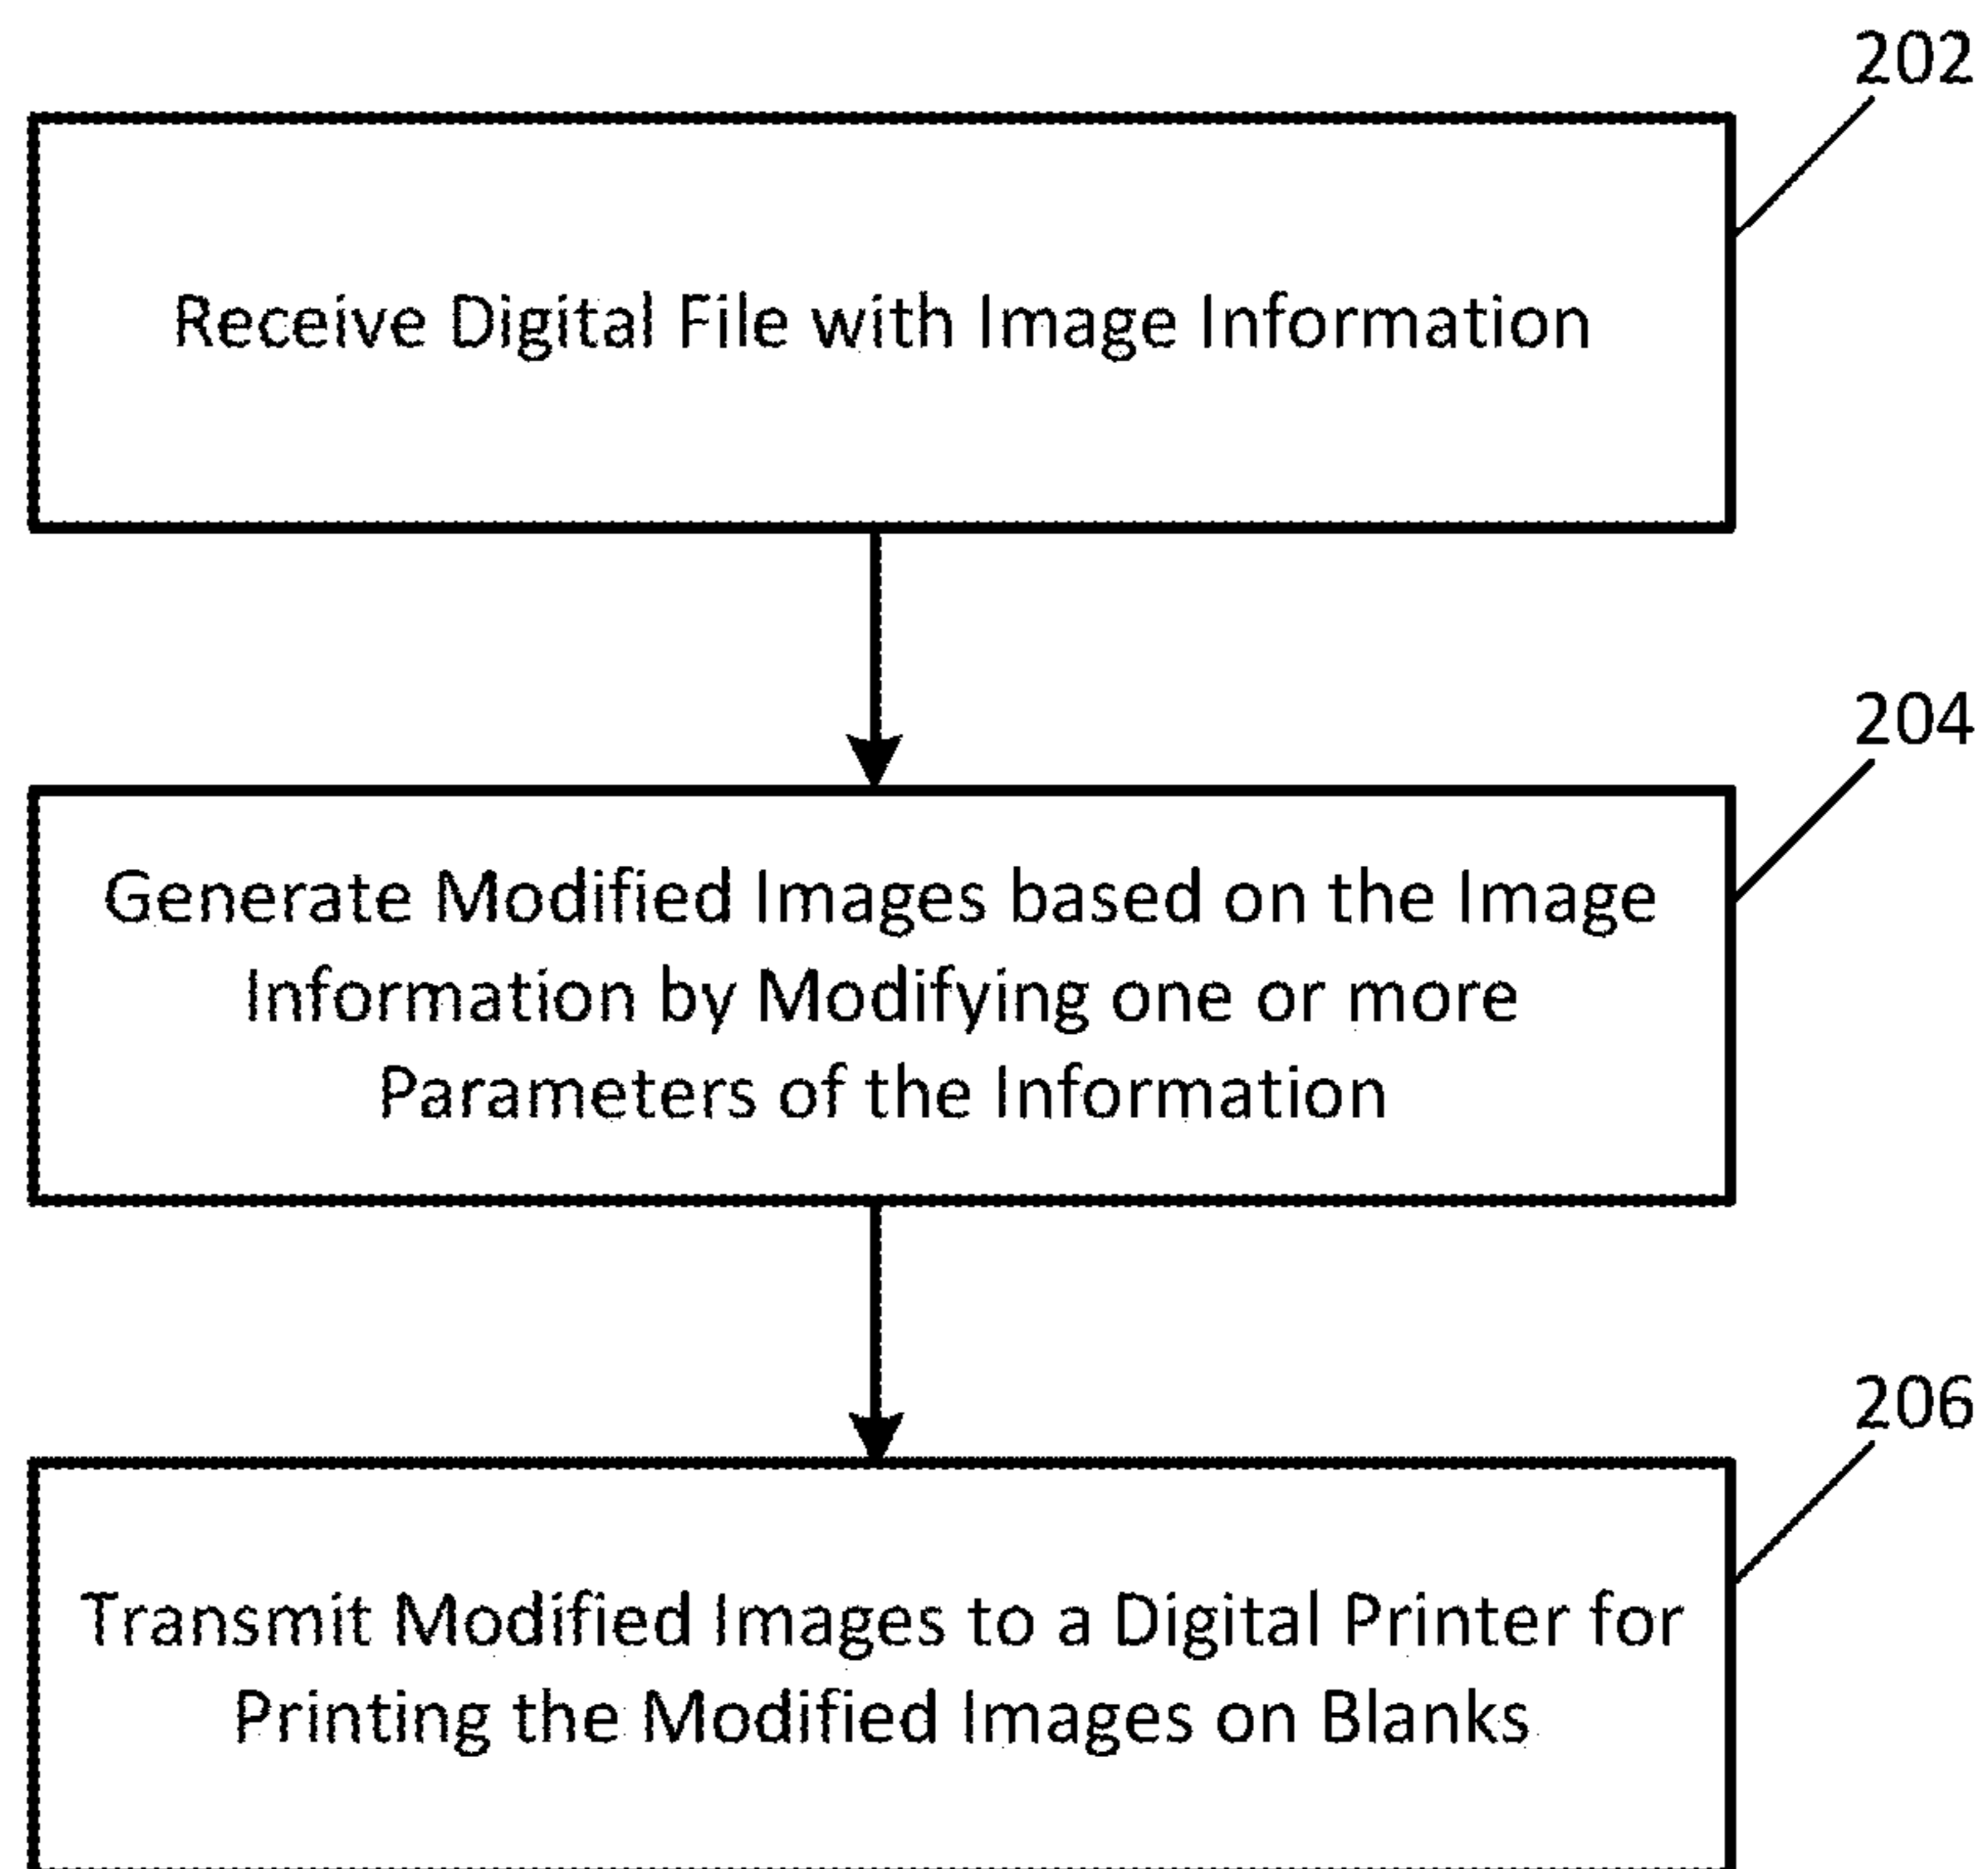 202
Receive Digital File with Image Information
204
Generate Modified Images based on the Image
Information by Modifying one or more
Parameters of the Information
206
Transmit Modified Images to a Digital Printer for
Printing the Modified Images on Blanks